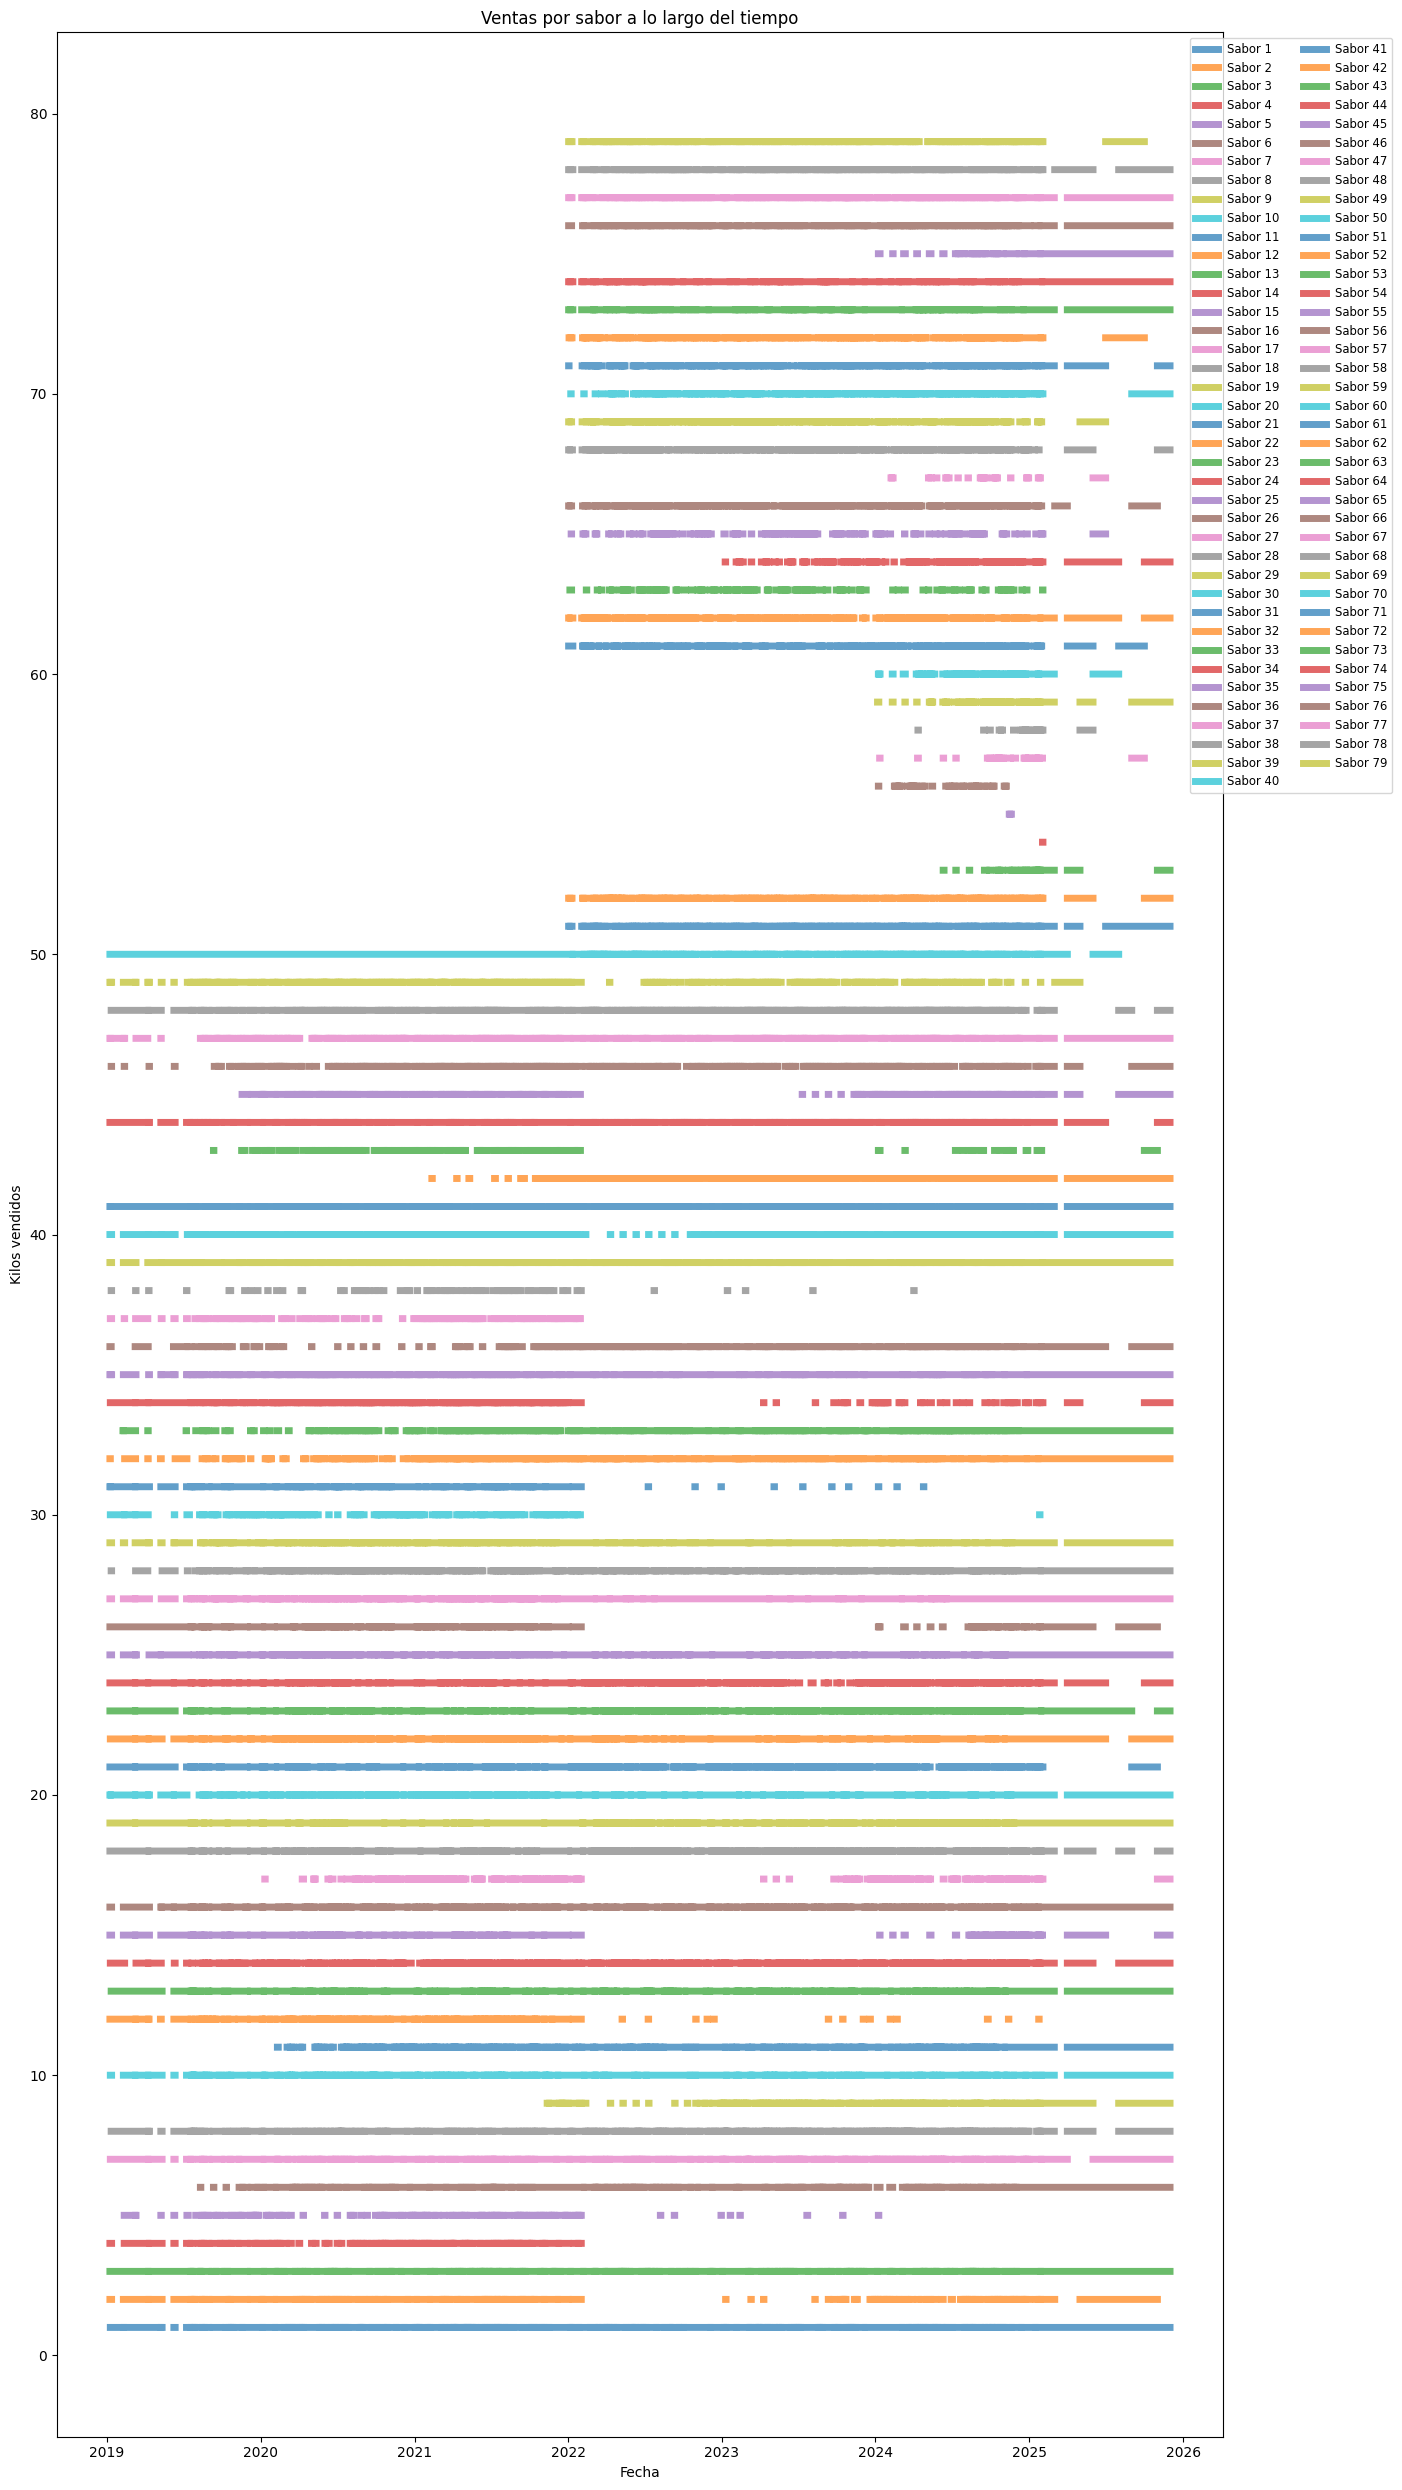 Ventas por sabor a lo largo del tiempo
Kilos vendidos
80
70
60
50
40
30
20
10
0
2019
2020
2021
2022
2023
2024
2025
2026
Fecha
Sabor 1
Sabor 2
Sabor 3
Sabor 4
Sabor 5
Sabor 6
Sabor 7
Sabor 8
Sabor 9
Sabor 10
Sabor 11
Sabor 12
Sabor 13
Sabor 14
Sabor 15
Sabor 16
Sabor 17
Sabor 18
Sabor 19
Sabor 20
Sabor 21
Sabor 22
Sabor 23
Sabor 24
Sabor 25
Sabor 26
Sabor 27
Sabor 28
Sabor 29
Sabor 30
Sabor 31
Sabor 32
Sabor 33
Sabor 34
Sabor 35
Sabor 36
Sabor 37
Sabor 38
Sabor 39
Sabor 40
Sabor 41
Sabor 42
Sabor 43
Sabor 44
Sabor 45
Sabor 46
Sabor 47
Sabor 48
Sabor 49
Sabor 50
Sabor 51
Sabor 52
Sabor 53
Sabor 54
Sabor 55
Sabor 56
Sabor 57
Sabor 58
Sabor 59
Sabor 60
Sabor 61
Sabor 62
Sabor 63
Sabor 64
Sabor 65
Sabor 66
Sabor 67
Sabor 68
Sabor 69
Sabor 70
Sabor 71
Sabor 72
Sabor 73
Sabor 74
Sabor 75
Sabor 76
Sabor 77
Sabor 78
Sabor 79